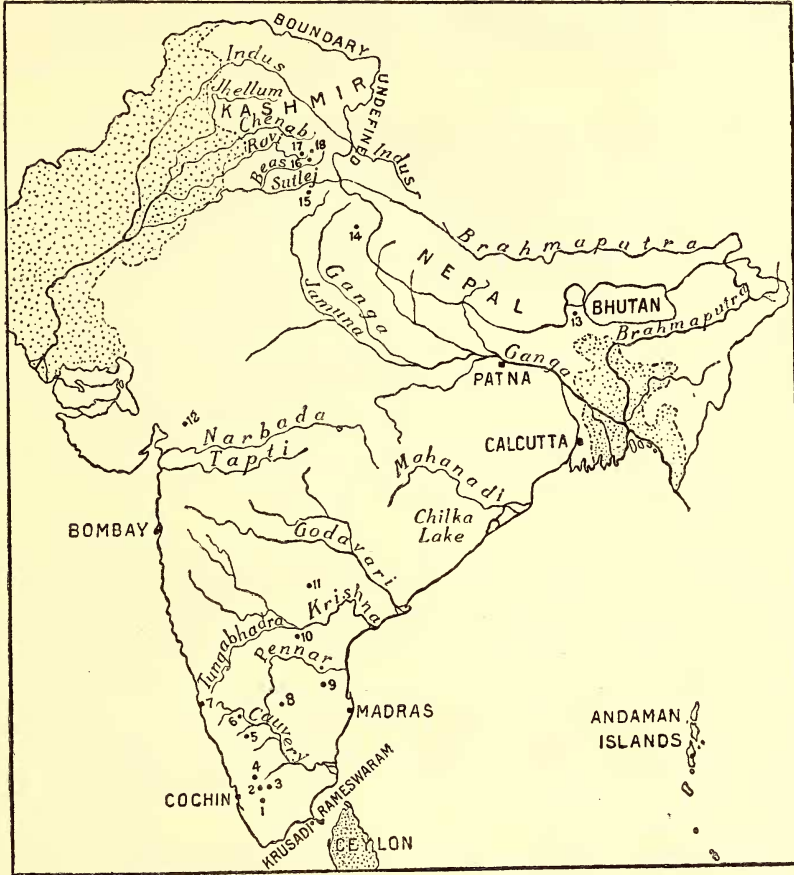 BOUNDARY
UNDEFINED
Indus
Jhellum
KASHMIR
Chenab
Ravi
17
18
16
Beas
Sutlej
Indus
15
14
Brahmaputra
NEPAL
Ganga
Jamuna
13
BHUTAN
Brahmaputra
Ganga
PATNA
12
Narbada
Tapti
CALCUTTA
Mahanadi
Chilka
Lake
BOMBAY
Godavari
11
Krishna
10
Tungabhadra
Pennar
9
8
7
MADRAS
6
Cauvery
5
4
2
3
1
COCHIN
RAMESWARAM
KRUSADI
CEYLON
ANDAMAN
ISLANDS